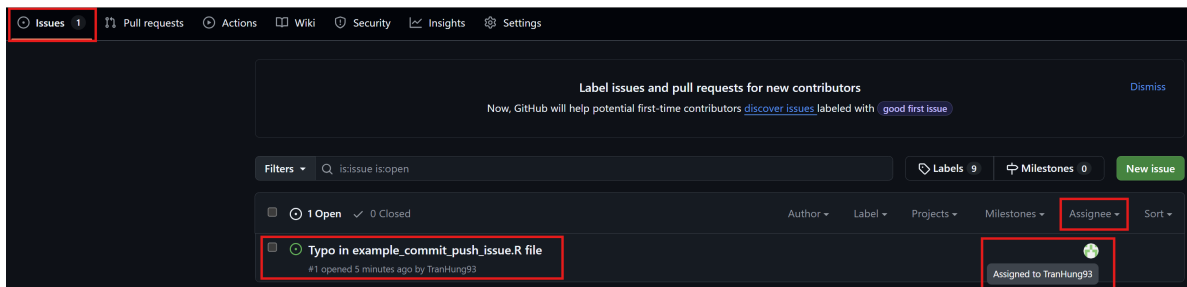 Issues 1 Pull requests Actions Wiki Security Insights Settings
Label issues and pull requests for new contributors
Dismiss
Now, GitHub will help potential first-time contributors discover issues labeled with good first issue
Filters is:issue is:open Labels 9 Milestones 0 New issue
1 Open 0 Closed Author Label Projects Milestones Assignee Sort
Typo in example_commit_push_issue.R file
#1 opened 5 minutes ago by TranHung93
Assigned to TranHung93